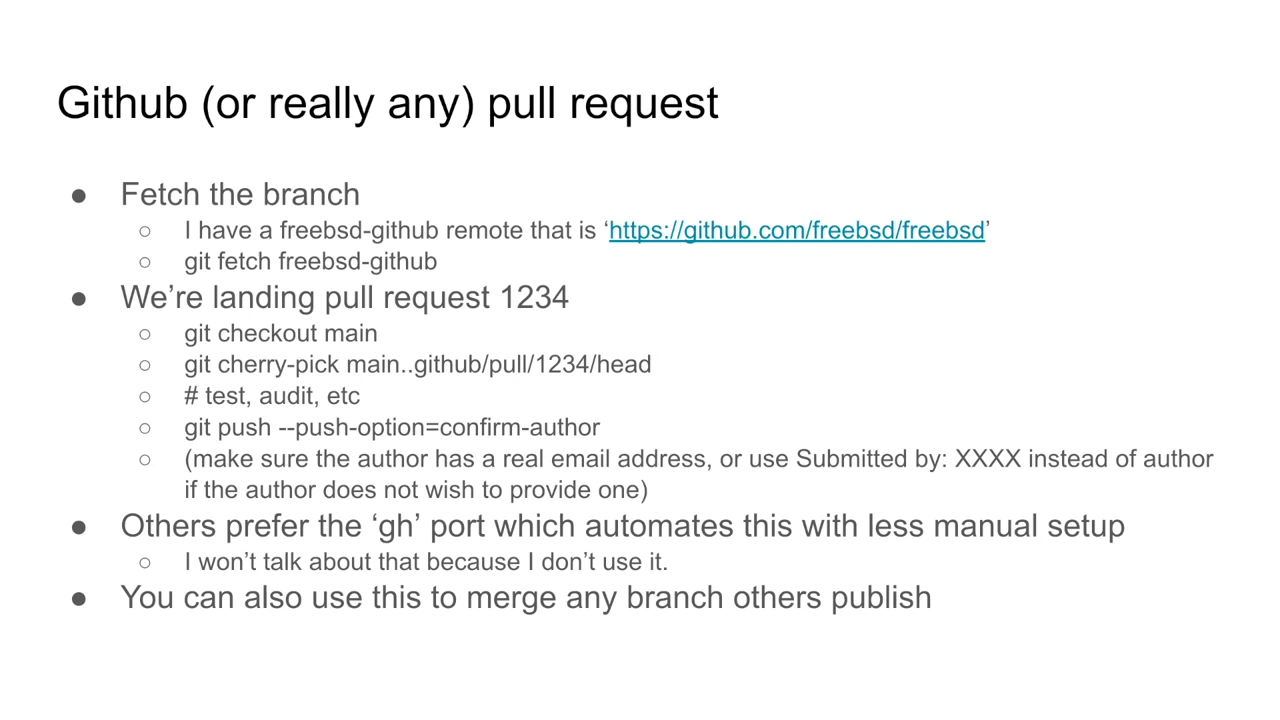 Github (or really any) pull request
● Fetch the branch
○ I have a freebsd-github remote that is ‘https://github.com/freebsd/freebsd’
○ git fetch freebsd-github
● We’re landing pull request 1234
○ git checkout main
○ git cherry-pick main..github/pull/1234/head
○ # test, audit, etc
○ git push --push-option=confirm-author
○ (make sure the author has a real email address, or use Submitted by: XXXX instead of author
if the author does not wish to provide one)
● Others prefer the ‘gh’ port which automates this with less manual setup
○ I won’t talk about that because I don’t use it.
● You can also use this to merge any branch others publish